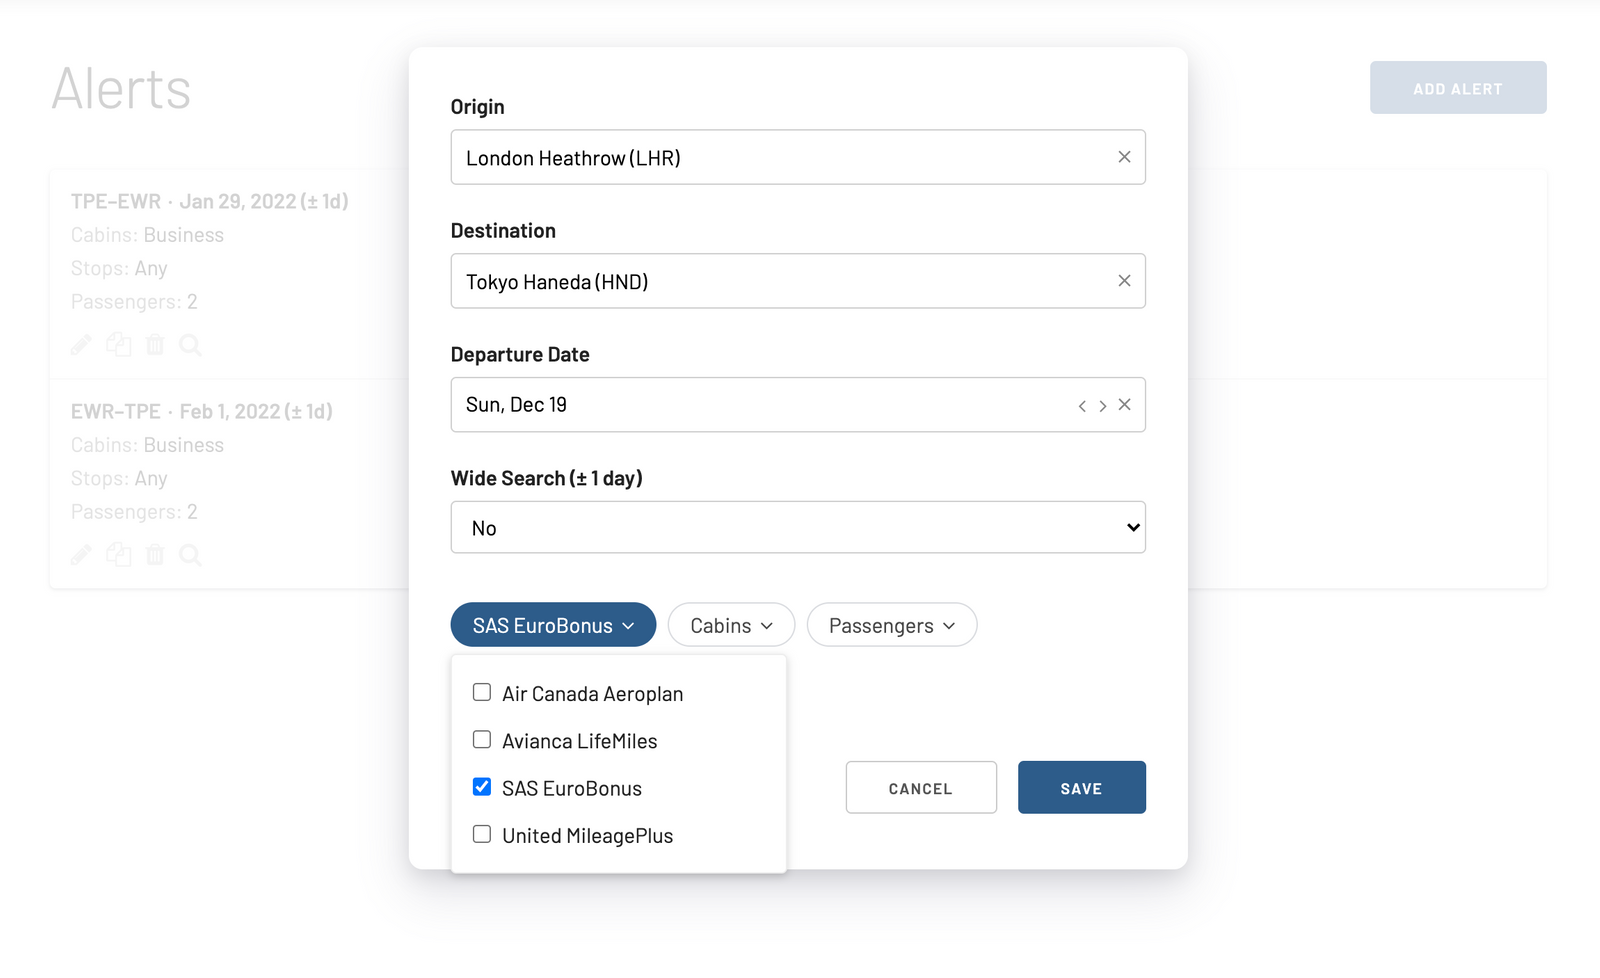 Alerts
ADD ALERT
TPE–EWR · Jan 29, 2022 (± 1d)
Cabins: Business
Stops: Any
Passengers: 2
EWR–TPE · Feb 1, 2022 (± 1d)
Cabins: Business
Stops: Any
Passengers: 2
Origin
London Heathrow (LHR)
Destination
Tokyo Haneda (HND)
Departure Date
Sun, Dec 19
Wide Search (± 1 day)
No
SAS EuroBonus Cabins Passengers
Air Canada Aeroplan
Avianca LifeMiles
SAS EuroBonus
United MileagePlus
CANCEL SAVE